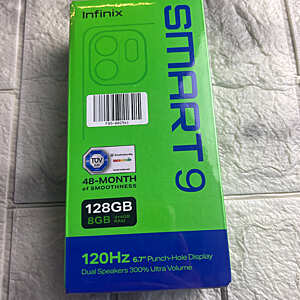 Infinix
SMART 9
TÜV
48-MONTH
of SMOOTHNESS
128GB
8GB
120Hz 6.7" Punch-Hole Display
Dual Speakers 300% Ultra Volume